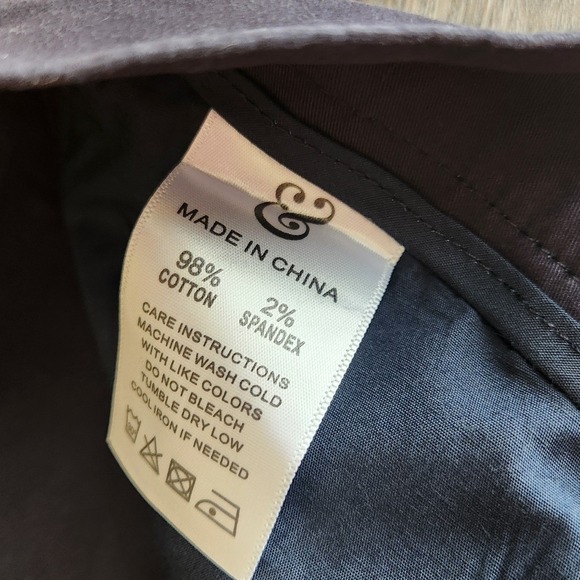 &
MADE IN CHINA
98% 2%
COTTON SPANDEX
CARE INSTRUCTIONS
MACHINE WASH COLD
WITH LIKE COLORS
DO NOT BLEACH
TUMBLE DRY LOW
COOL IRON IF NEEDED